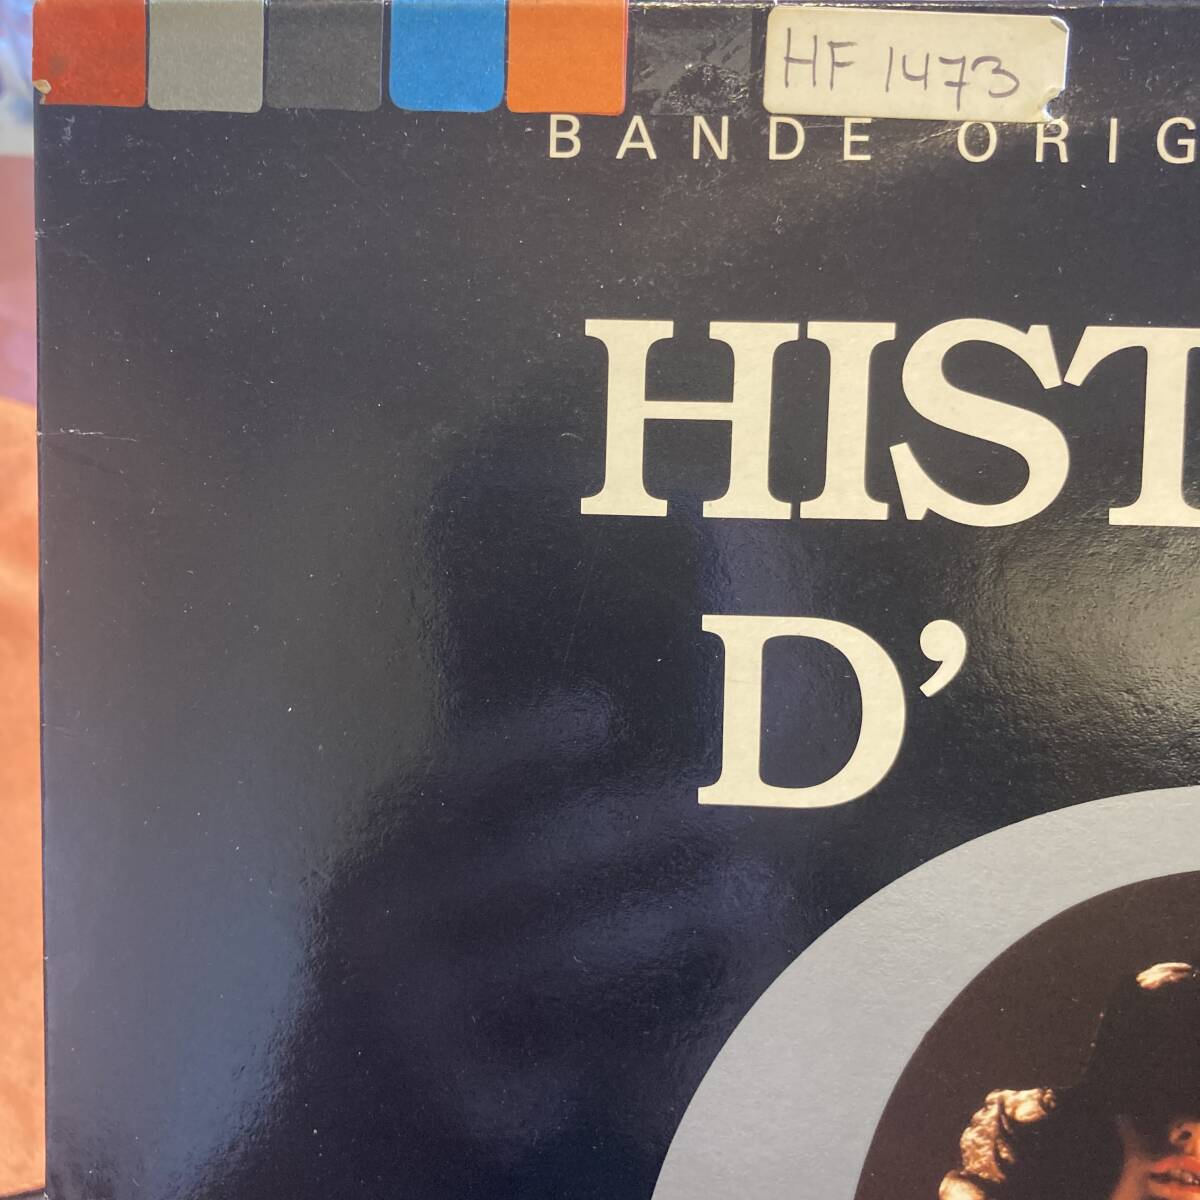 HF 1473
BANDE ORIG
HIST
D'